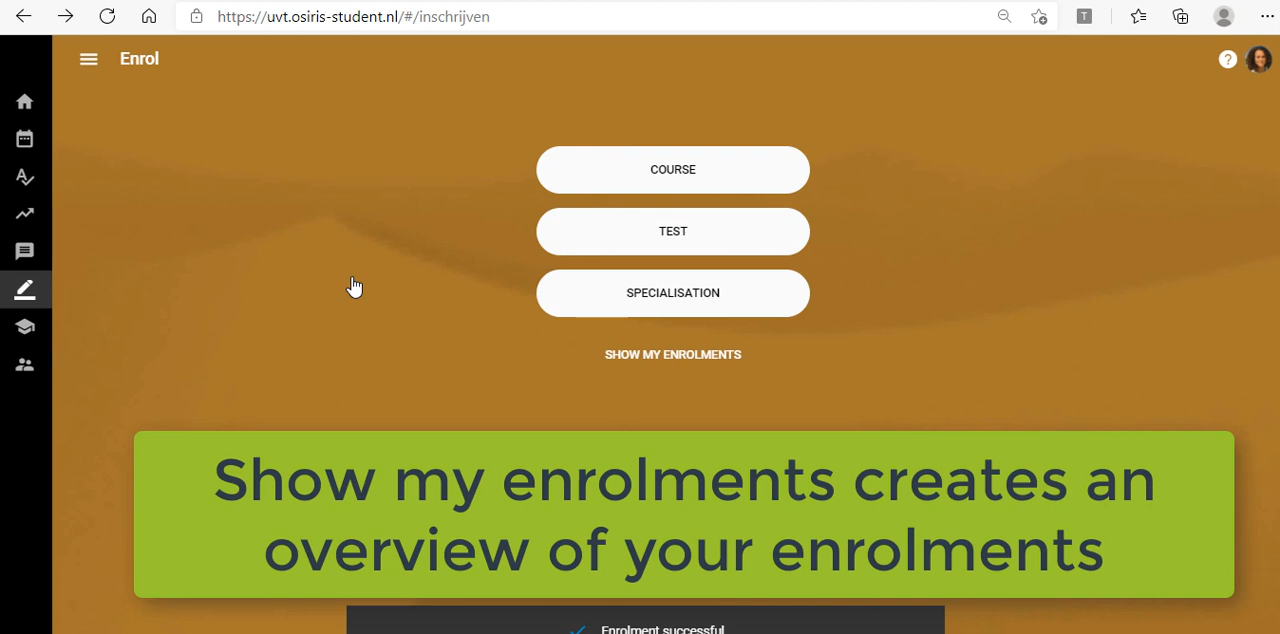 https://uvt.osiris-student.nl/#/inschrijven
T
Enrol
?
COURSE
TEST
SPECIALISATION
SHOW MY ENROLMENTS
Show my enrolments creates an
overview of your enrolments
Enrolment successful